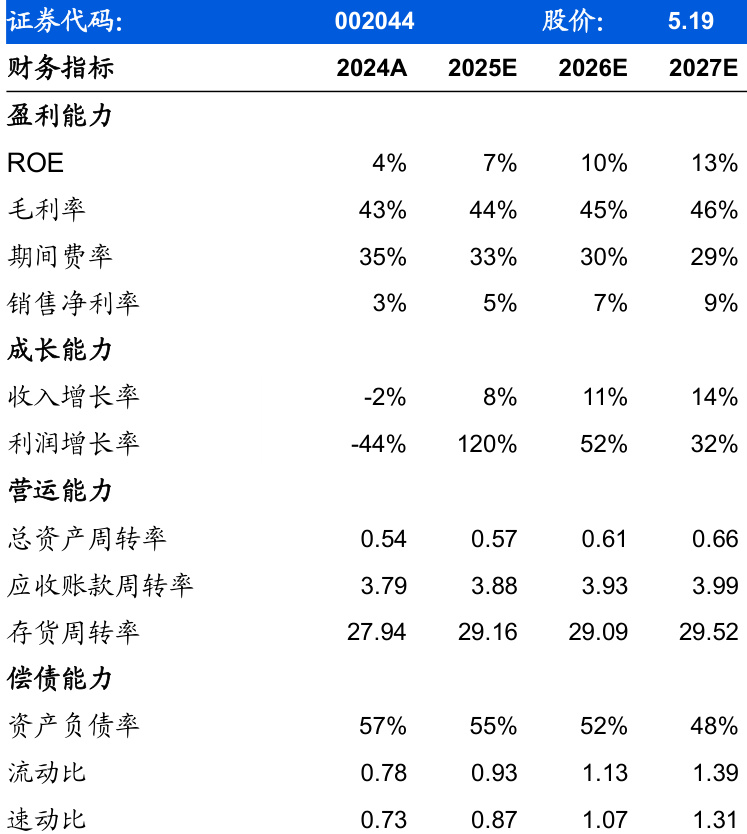 证券代码: 002044 股价: 5.19
财务指标 2024A 2025E 2026E 2027E
盈利能力
ROE 4% 7% 10% 13%
毛利率 43% 44% 45% 46%
期间费率 35% 33% 30% 29%
销售净利率 3% 5% 7% 9%
成长能力
收入增长率 -2% 8% 11% 14%
利润增长率 -44% 120% 52% 32%
营运能力
总资产周转率 0.54 0.57 0.61 0.66
应收账款周转率 3.79 3.88 3.93 3.99
存货周转率 27.94 29.16 29.09 29.52
偿债能力
资产负债率 57% 55% 52% 48%
流动比 0.78 0.93 1.13 1.39
速动比 0.73 0.87 1.07 1.31